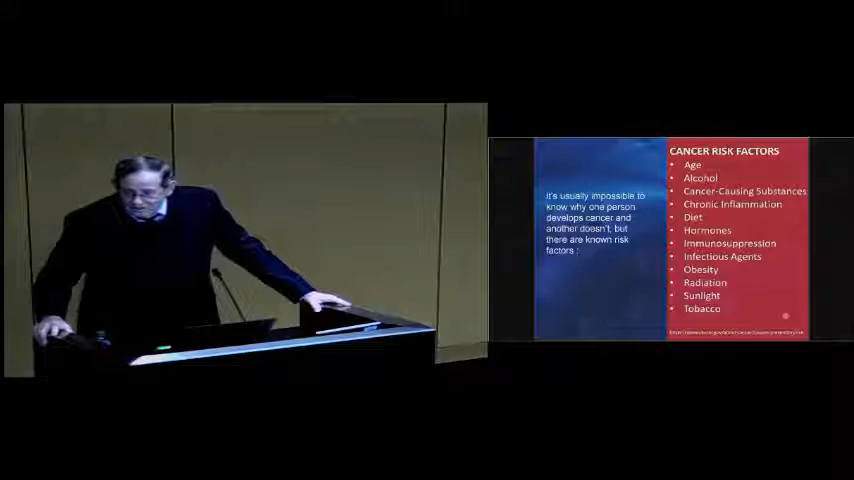 It's usually impossible to
know why one person
develops cancer and
another doesn't, but
there are known risk
factors :
CANCER RISK FACTORS
• Age
• Alcohol
• Cancer-Causing Substances
• Chronic Inflammation
• Diet
• Hormones
• Immunosuppression
• Infectious Agents
• Obesity
• Radiation
• Sunlight
• Tobacco